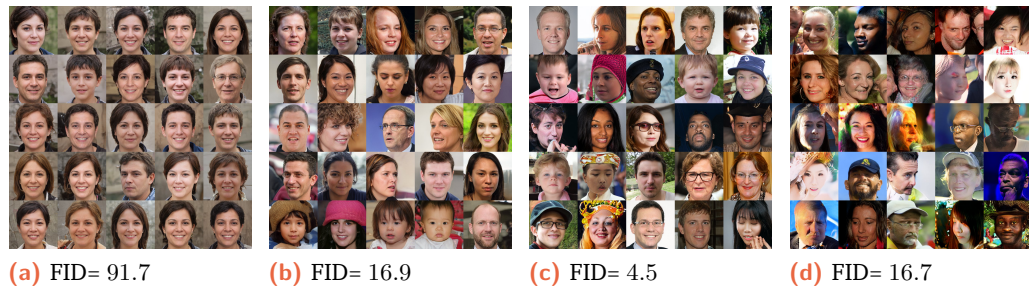 (a) FID= 91.7
(b) FID= 16.9
(c) FID= 4.5
(d) FID= 16.7